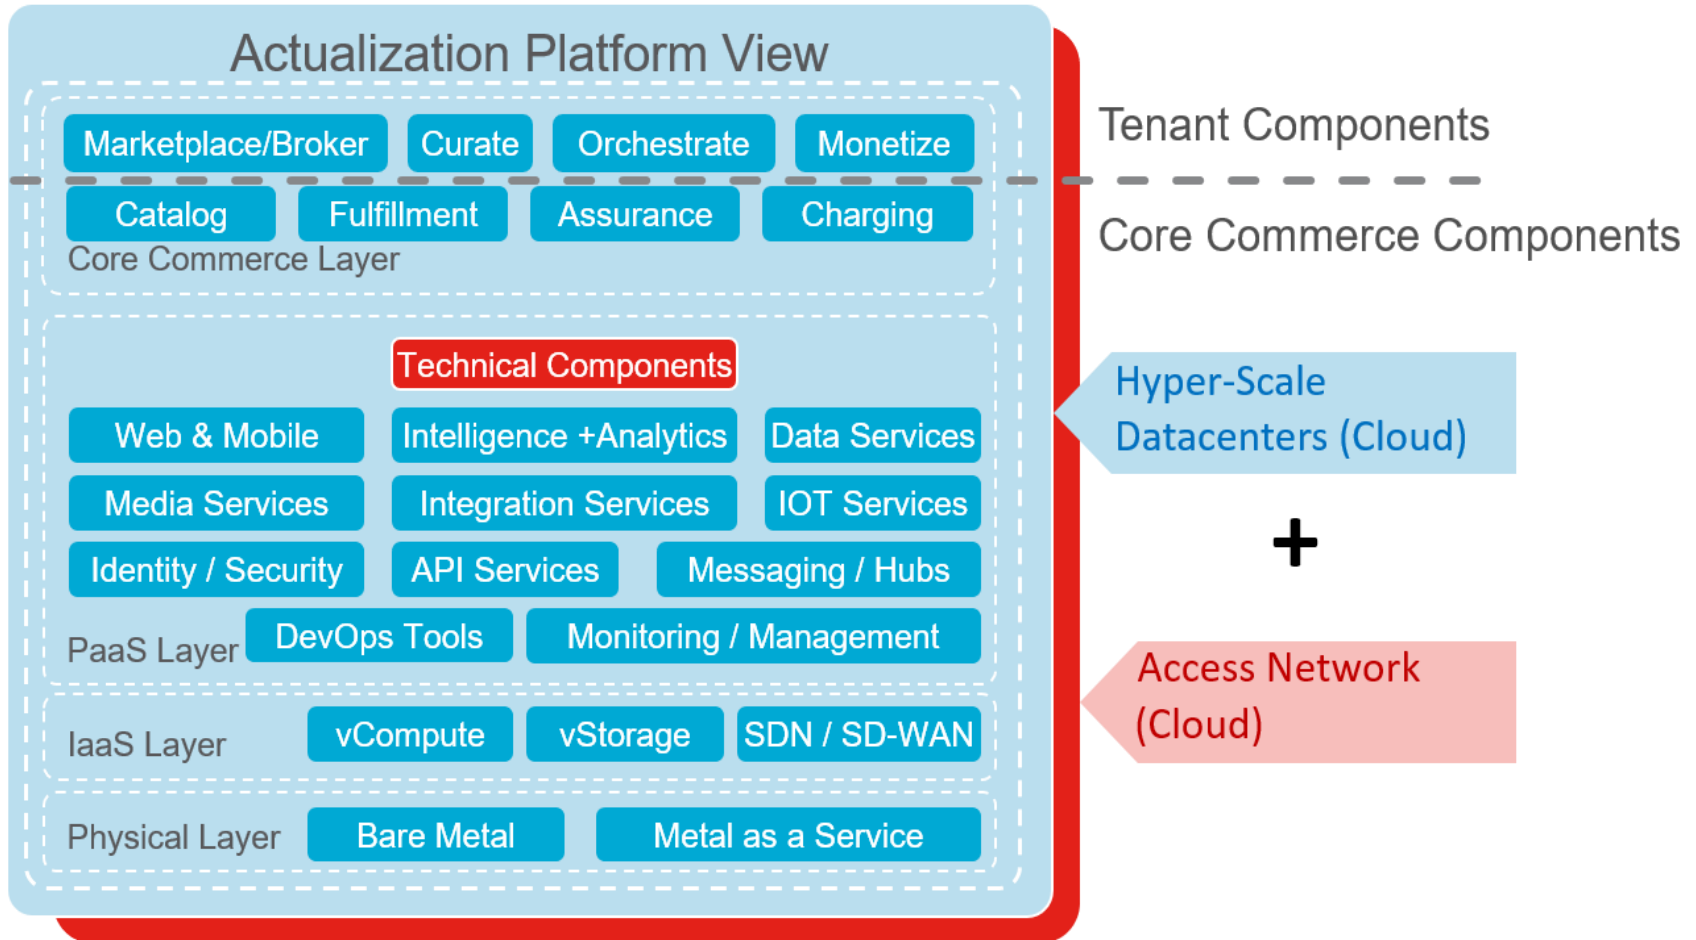 Actualization Platform View
Marketplace/Broker
Curate
Orchestrate
Monetize
Tenant Components
Catalog
Fulfillment
Assurance
Charging
Core Commerce Components
Core Commerce Layer
Technical Components
Web & Mobile
Intelligence +Analytics
Data Services
Media Services
Integration Services
IOT Services
Identity / Security
API Services
Messaging / Hubs
PaaS Layer
DevOps Tools
Monitoring / Management
IaaS Layer
vCompute
vStorage
SDN / SD-WAN
Physical Layer
Bare Metal
Metal as a Service
Hyper-Scale
Datacenters (Cloud)
+
Access Network
(Cloud)